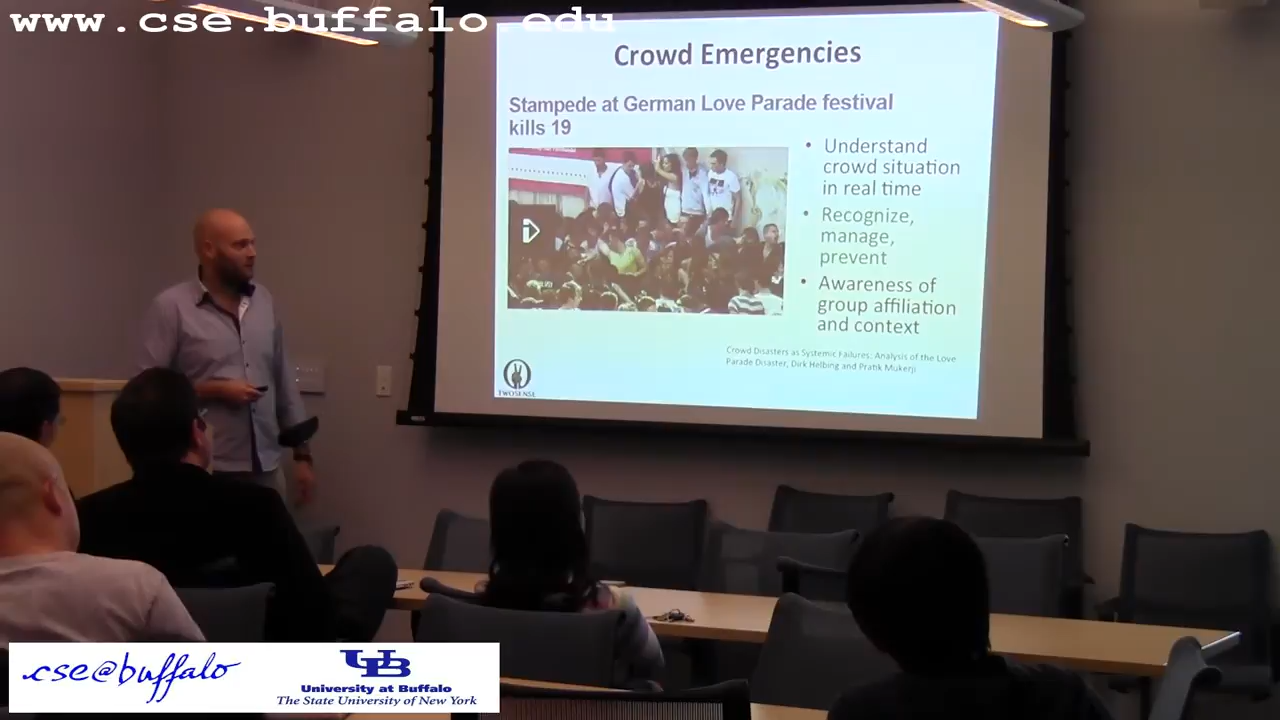 www.cse.buffalo.edu
Crowd Emergencies
Stampede at German Love Parade festival
kills 19
• Understand
crowd situation
in real time
• Recognize,
manage,
prevent
• Awareness of
group affiliation
and context
Crowd Disasters as Systemic Failures: Analysis of the Love
Parade Disaster, Dirk Helbing and Pratik Mukerji
TWOSENSE
cse@buffalo
UB
University at Buffalo
The State University of New York